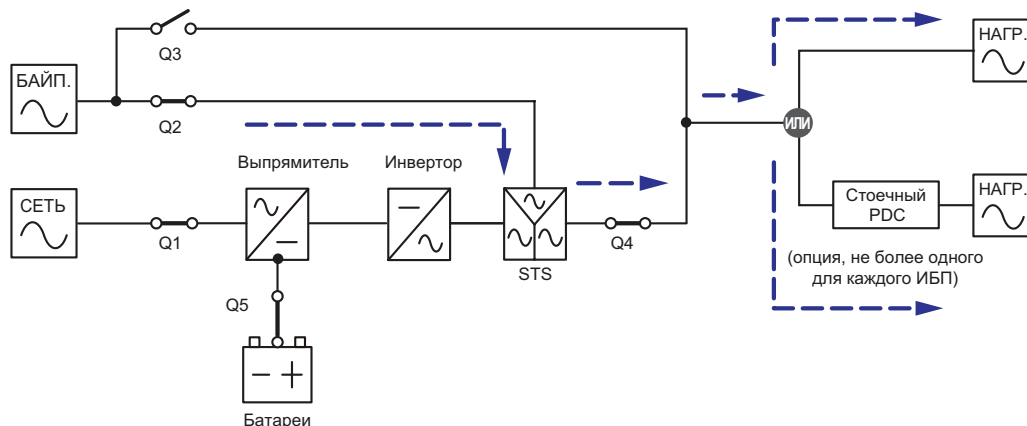 Q3
НАГР.
БАЙП.
Q2
ИЛИ
Выпрямитель
Инвертор
СЕТЬ
Q1
STS
Q4
Стоечный
PDC
НАГР.
(опция, не более одного
для каждого ИБП)
Q5
Батареи